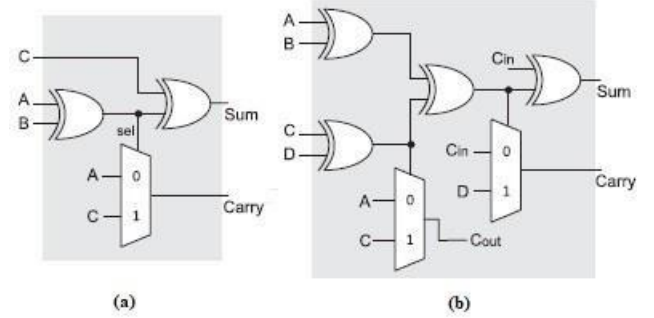 C
A
B
Sum
sel
A 0
C 1
Carry
(a)
A
B
Cin
Sum
C
D
Cin 0
D 1
Carry
A 0
C 1
Cout
(b)